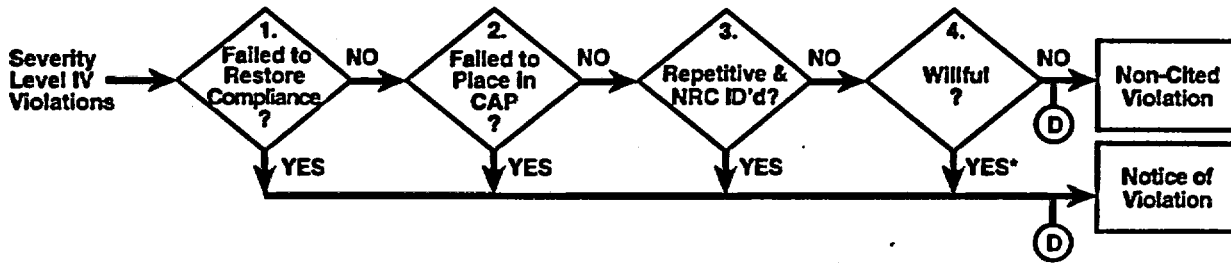 Severity
Level IV
Violations
1.
Failed to
Restore
Compliance
?
NO
YES
2.
Failed to
Place in
CAP
?
NO
YES
3.
Repetitive &
NRC ID'd?
NO
YES
4.
Willful
?
NO
YES*
D
Non-Cited
Violation
D
Notice of
Violation